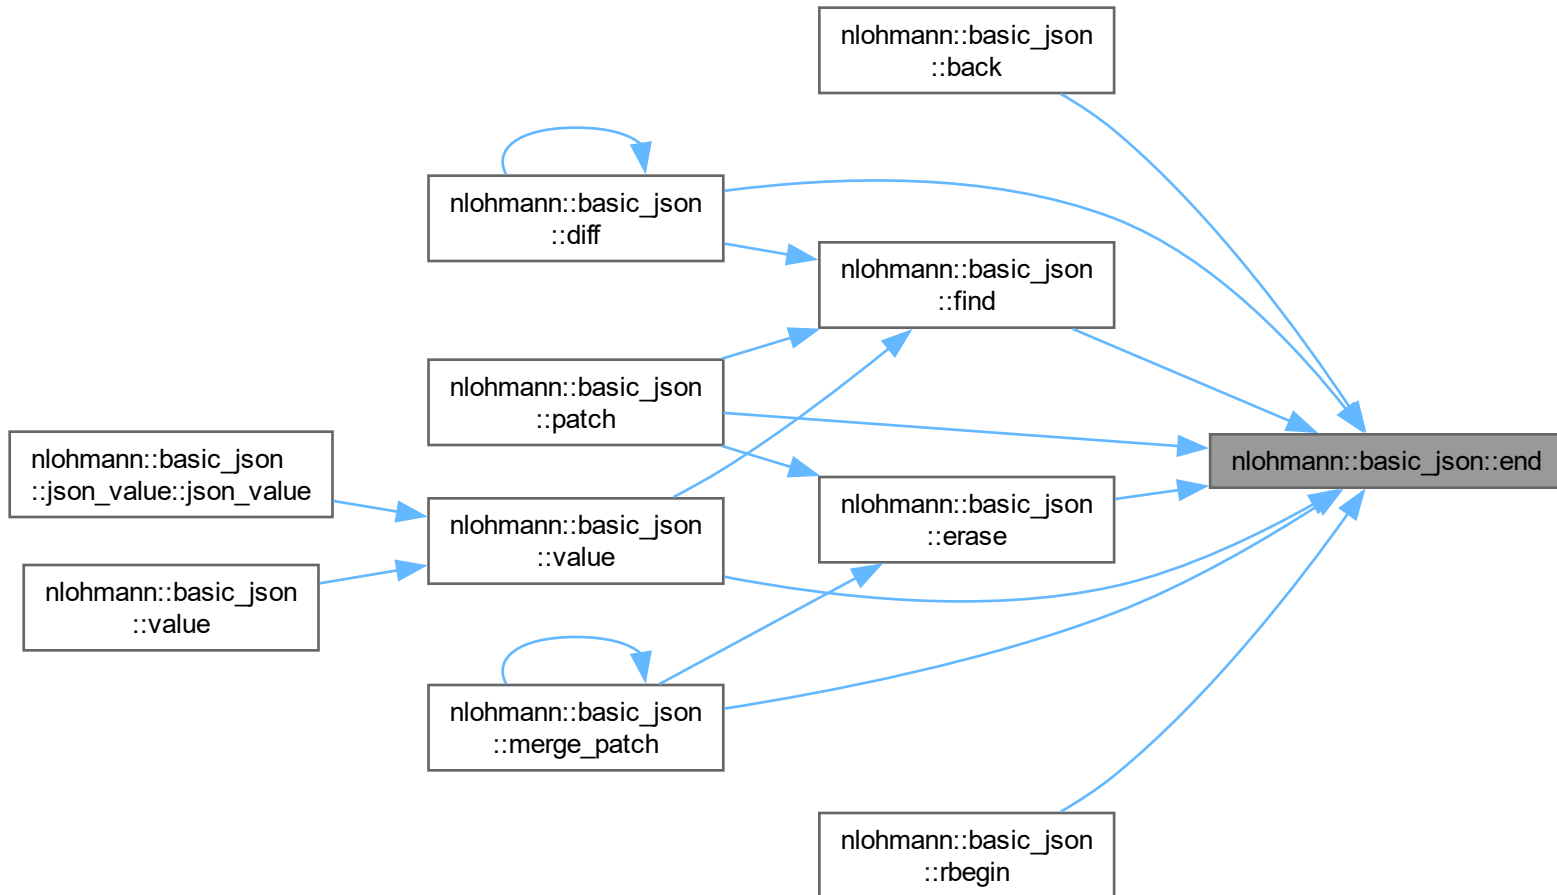 nlohmann::basic_json
::back
nlohmann::basic_json
::diff
nlohmann::basic_json
::find
nlohmann::basic_json
::patch
nlohmann::basic_json
::json_value::json_value
nlohmann::basic_json::end
nlohmann::basic_json
::erase
nlohmann::basic_json
::value
nlohmann::basic_json
::value
nlohmann::basic_json
::merge_patch
nlohmann::basic_json
::rbegin